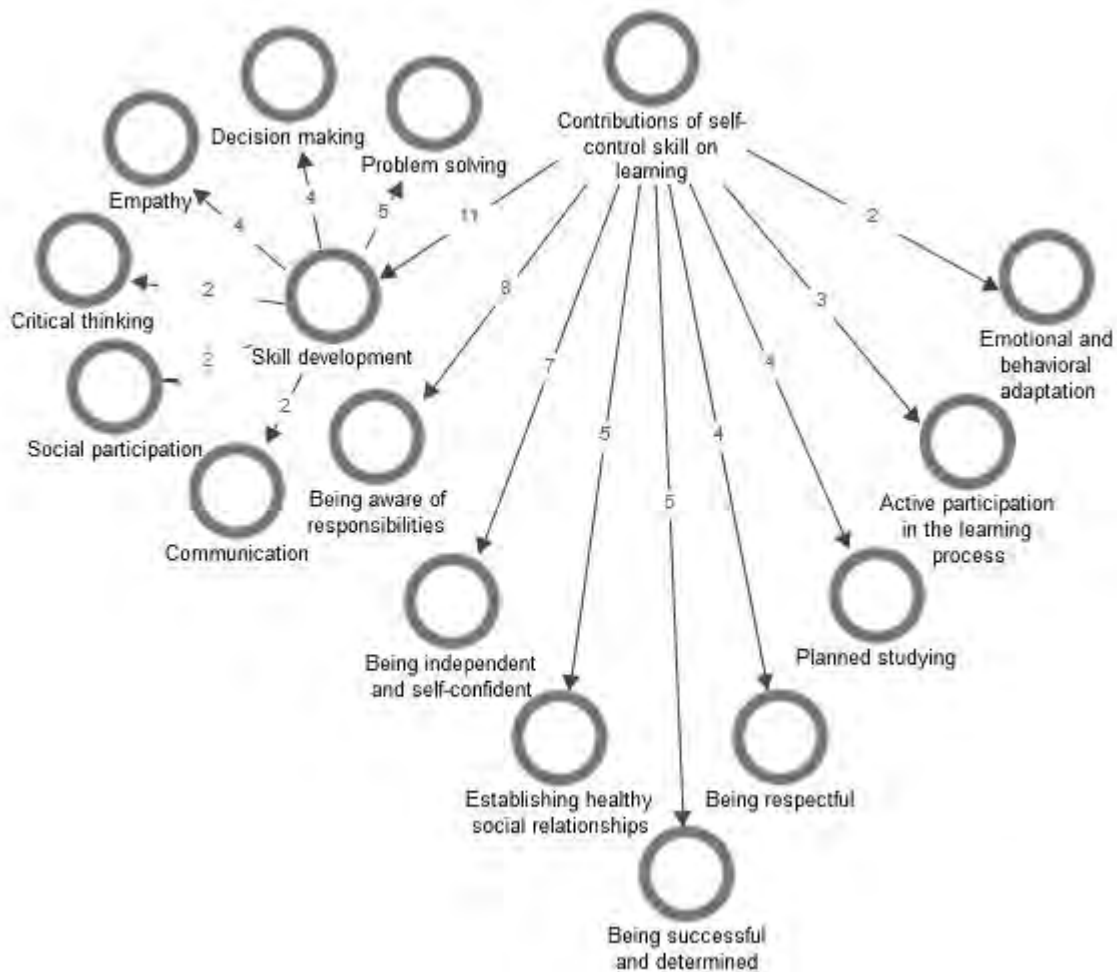 Contributions of self-
control skill on
learning
Decision making
Problem solving
Empathy
Critical thinking
Skill development
Social participation
Communication
Being aware of
responsibilities
Being independent
and self-confident
Establishing healthy
social relationships
Being successful
and determined
Being respectful
Planned studying
Active participation
in the learning
process
Emotional and
behavioral
adaptation
4
4
5
2
2
2
11
8
7
5
5
4
4
3
2